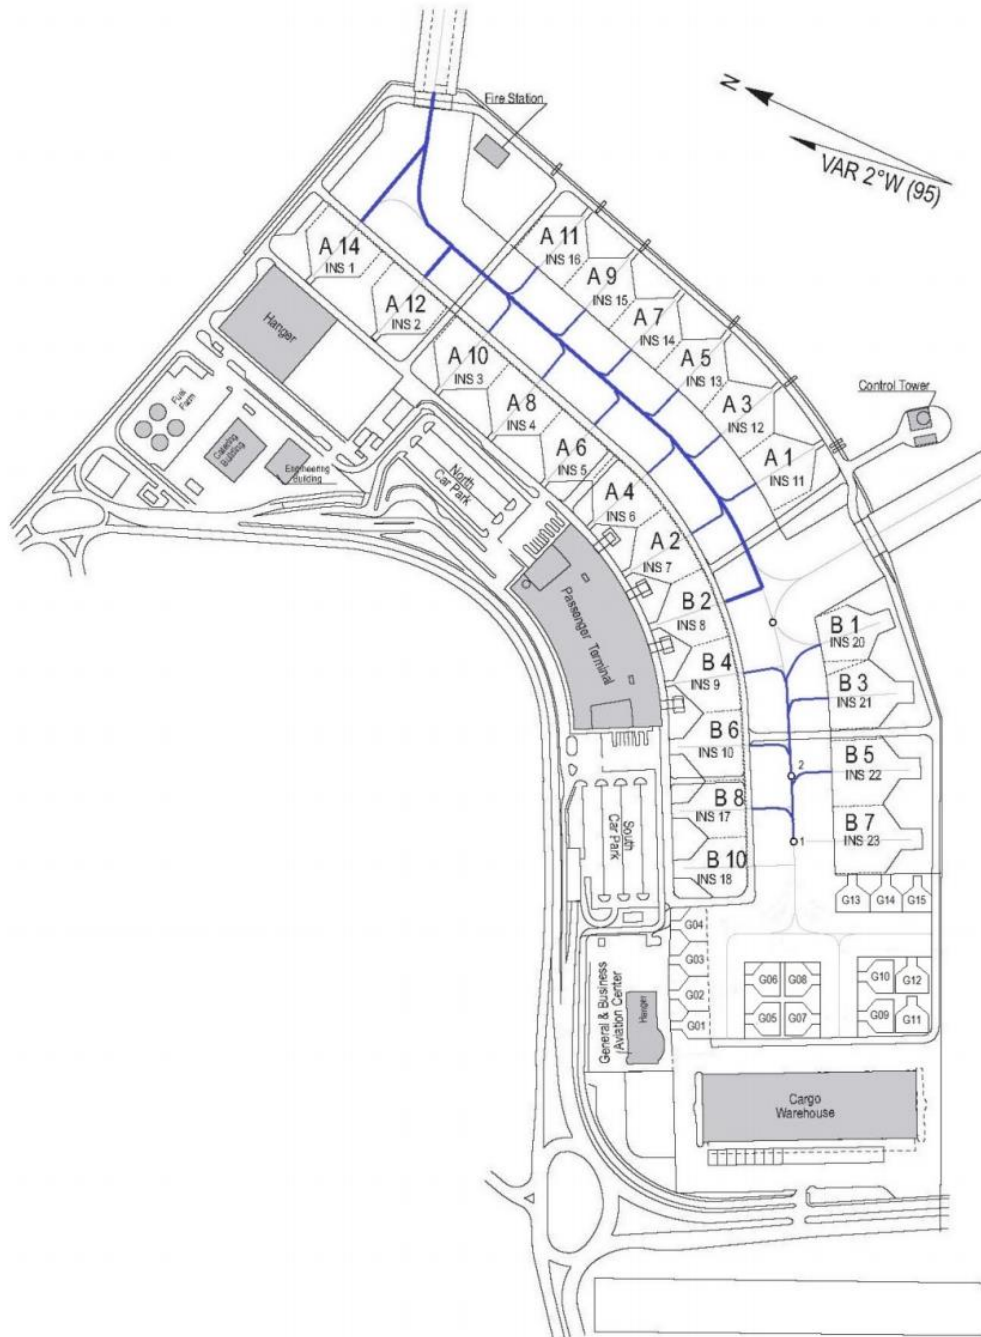 Fire Station
N
VAR 2°W (95)
A 14
INS 1
A 12
INS 2
A 10
INS 3
A 8
INS 4
A 6
INS 5
A 4
INS 6
A 2
INS 7
A 11
INS 16
A 9
INS 15
A 7
INS 14
A 5
INS 13
A 3
INS 12
A 1
INS 11
Control Tower
Hanger
Fuel
Farm
Catering
Building
Engineering
Building
North
Car Park
Passenger Terminal
B 2
INS 8
B 4
INS 9
B 6
INS 10
B 8
INS 17
B 10
INS 18
B 1
INS 20
B 3
INS 21
B 5
INS 22
B 7
INS 23
2
1
South
Car Park
G13
G14
G15
G04
G03
G02
G01
G06
G08
G05
G07
G10
G12
G09
G11
General & Business
Aviation Center
Hanger
Cargo
Warehouse